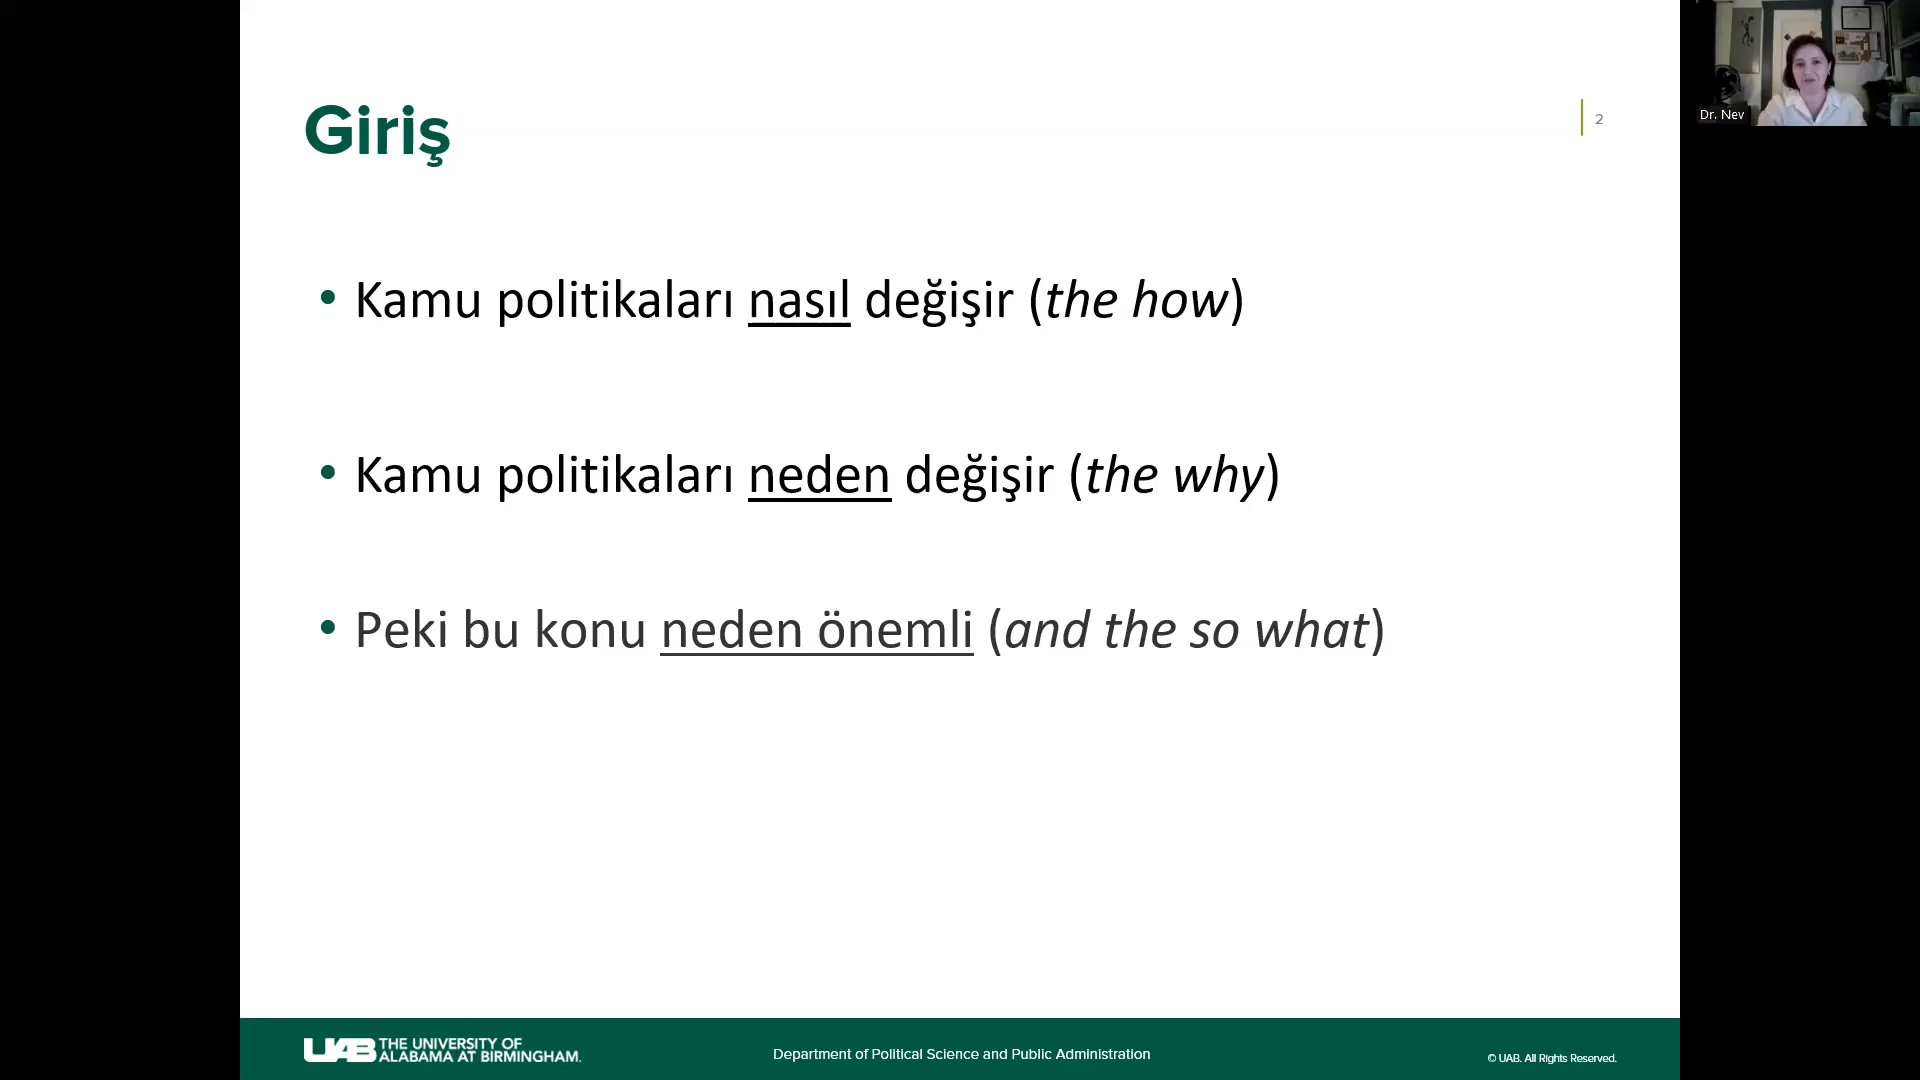 Giriş
2
Dr. Nev
• Kamu politikaları nasıl değişir (the how)
• Kamu politikaları neden değişir (the why)
• Peki bu konu neden önemli (and the so what)
UAB THE UNIVERSITY OF
ALABAMA AT BIRMINGHAM.
Department of Political Science and Public Administration
© UAB. All Rights Reserved.